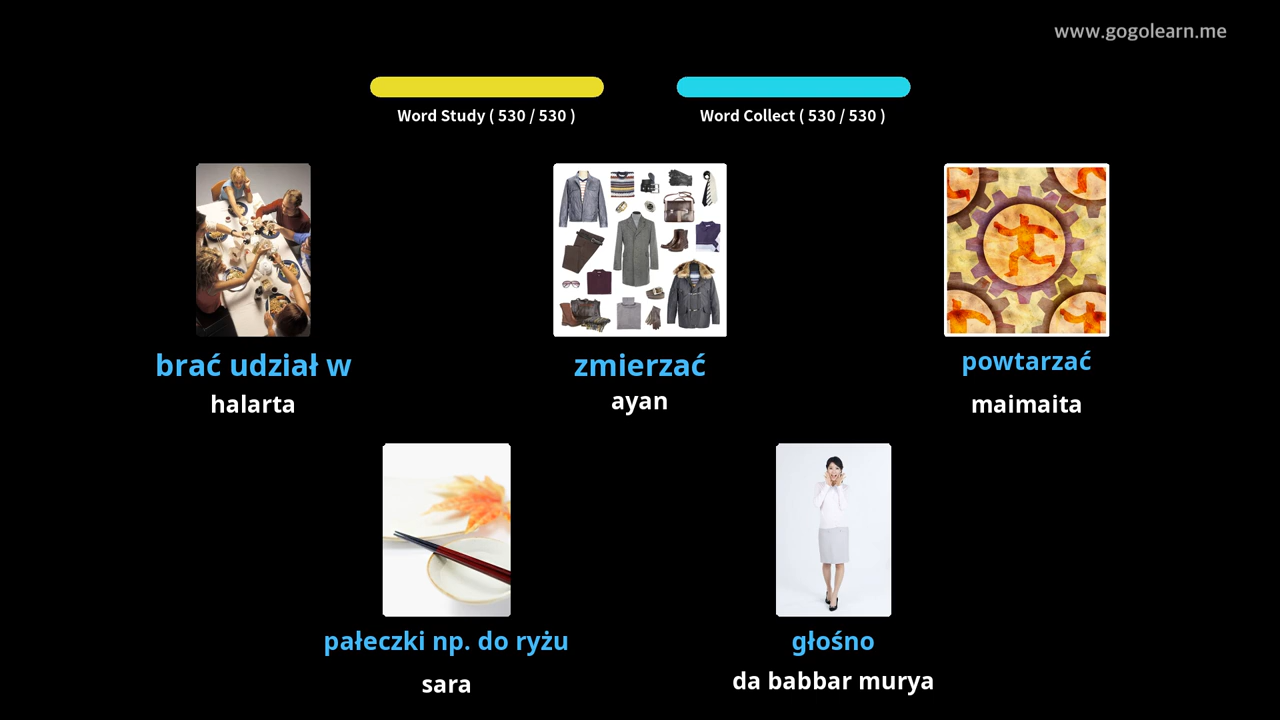 www.gogolearn.me
Word Study ( 530 / 530 )
Word Collect ( 530 / 530 )
brać udział w
halarta
zmierzać
ayan
powtarzać
maimaita
pałeczki np. do ryżu
sara
głośno
da babbar murya